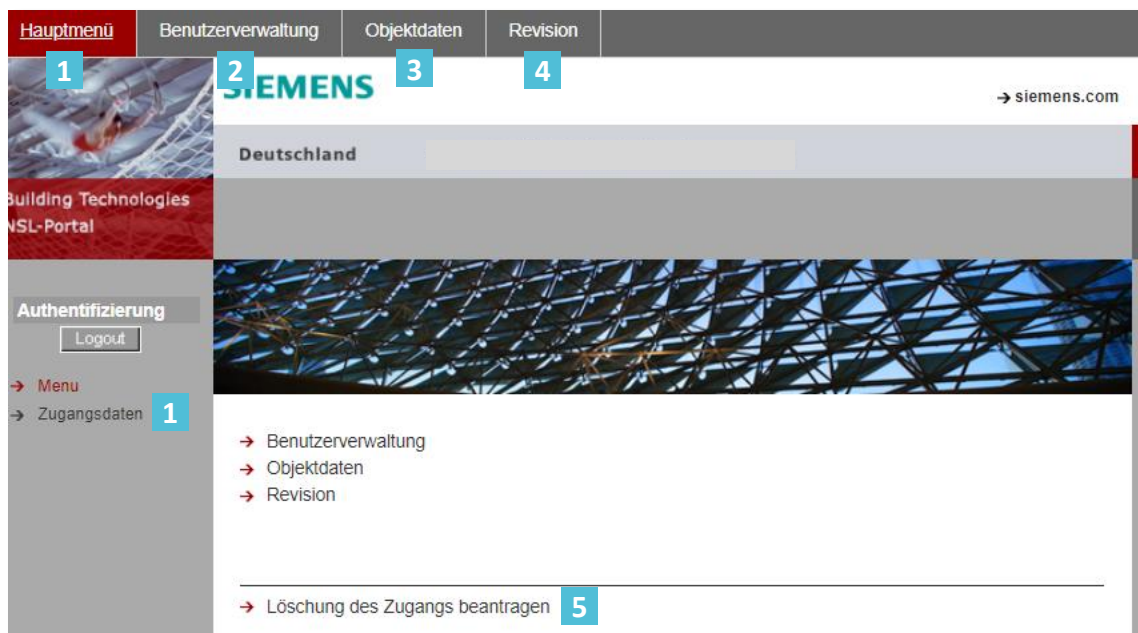 Hauptmenü Benutzerverwaltung Objektdaten Revision
1 2 3 4
SIEMENS
→ siemens.com
Deutschland
Building Technologies
NSL-Portal
Authentifizierung
Logout
→ Menu
→ Zugangsdaten 1
→ Benutzerverwaltung
→ Objektdaten
→ Revision
→ Löschung des Zugangs beantragen 5